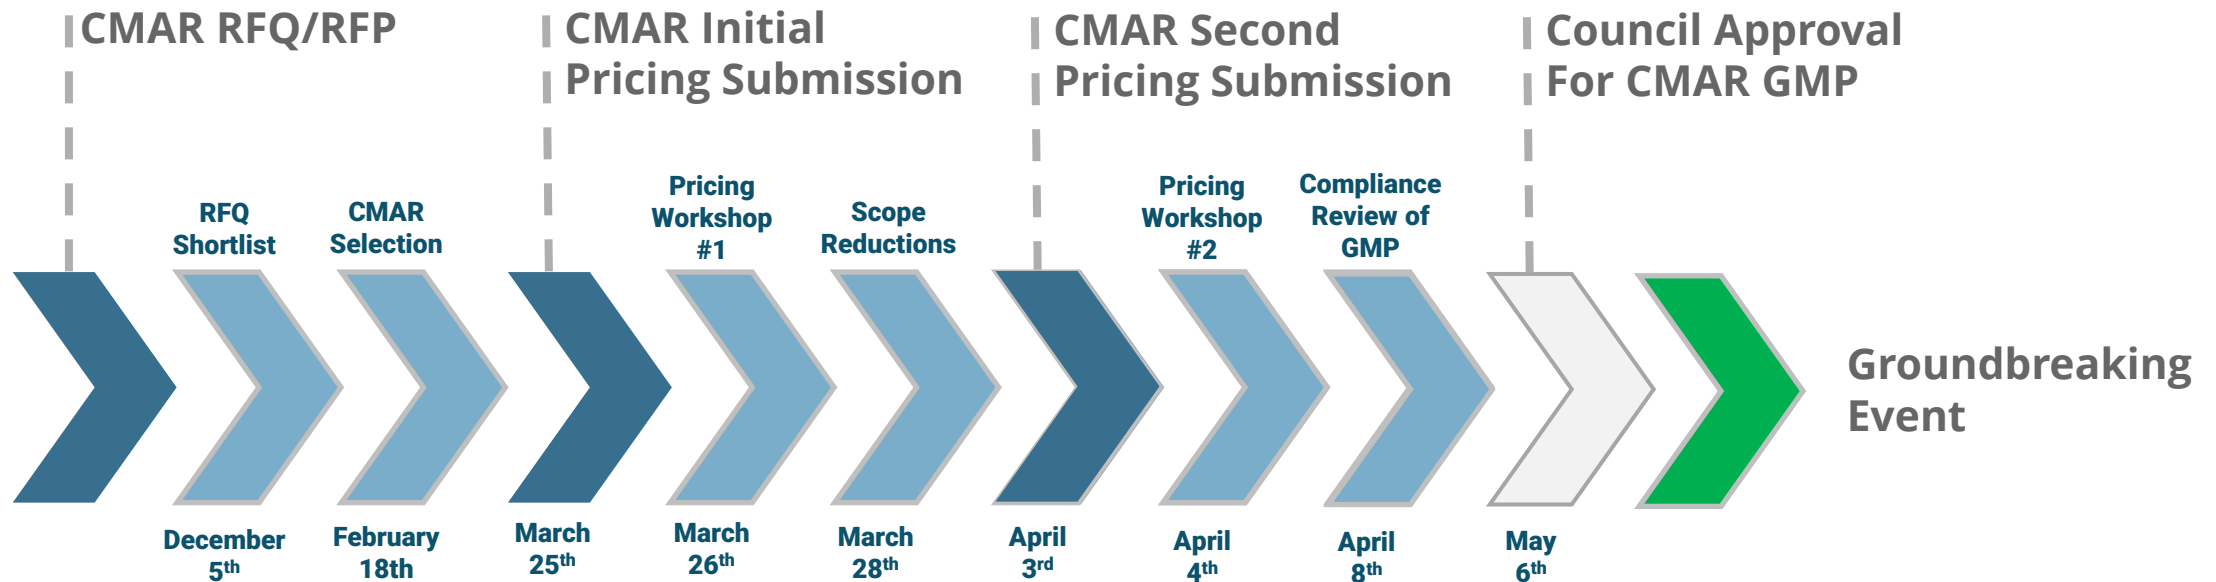 CMAR RFQ/RFP
CMAR Initial
Pricing Submission
CMAR Second
Pricing Submission
Council Approval
For CMAR GMP
RFQ
Shortlist
CMAR
Selection
Pricing
Workshop
#1
Scope
Reductions
Pricing
Workshop
#2
Compliance
Review of
GMP
Groundbreaking
Event
December
5th
February
18th
March
25th
March
26th
March
28th
April
3rd
April
4th
April
8th
May
6th